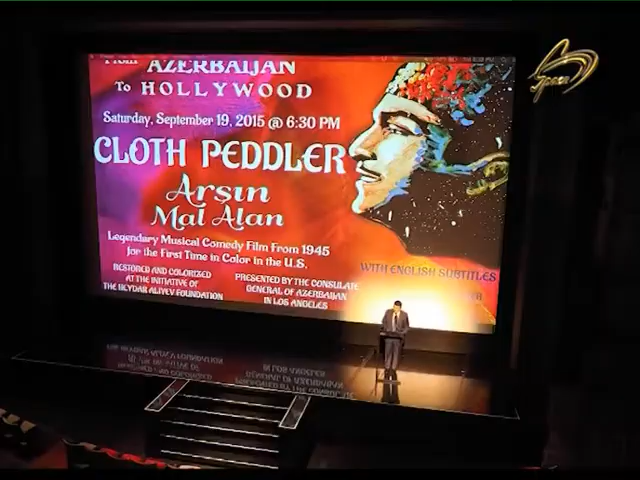 From AZERBAIJAN
To HOLLYWOOD
Saturday, September 19, 2015 @ 6:30 PM
CLOTH PEDDLER
Arşın
Mal Alan
Legendary Musical Comedy Film From 1945
for the First Time in Color in the U.S.
RESTORED AND COLORIZED
AT THE INITIATIVE OF
THE HEYDAR ALIYEV FOUNDATION
PRESENTED BY THE CONSULATE
GENERAL OF AZERBAIJAN
IN LOS ANGELES
WITH ENGLISH SUBTITLES
Space